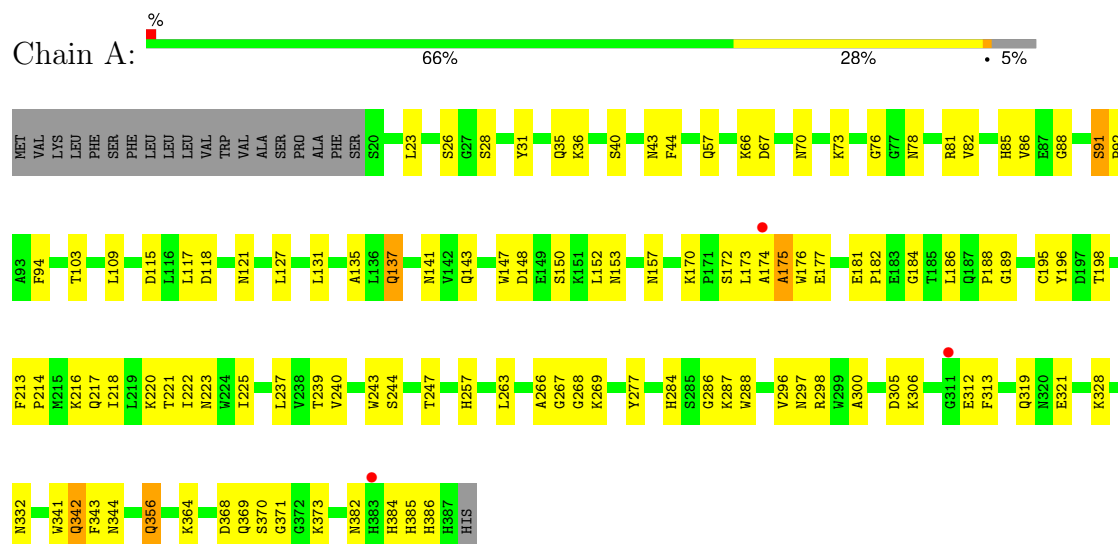 %
Chain A:
66% 28% • 5%
MET VAL LYS LEU PHE SER PHE LEU LEU LEU VAL TRP VAL ALA SER PRO ALA PHE SER S20 L23 S26 G27 S28 Y31 Q35 K36 S40 N43 F44 Q57 K66 D67 N70 K73 G76 G77 N78 R81 V82 H85 V86 E87 G88 S91 P92
A93 F94 T103 L109 D115 L116 L117 D118 N121 L127 L131 A135 L136 Q137 N141 V142 Q143 W147 D148 E149 S150 K151 L152 N153 N157 K170 P171 S172 L173 A174 A175 W176 E177 E181 P182 E183 G184 T185 L186 Q187 P188 G189 C195 Y196 D197 T198
F213 P214 M215 K216 Q217 I218 L219 K220 T221 I222 N223 W224 I225 L237 V238 T239 V240 W243 S244 T247 H257 L263 A266 G267 G268 K269 Y277 H284 S285 G286 K287 W288 V296 N297 R298 W299 A300 D305 K306 G311 E312 F313 Q319 N320 E321 K328
N332 W341 Q342 F343 N344 Q356 K364 D368 Q369 S370 G371 G372 K373 N382 H383 H384 H385 H386 H387 HIS